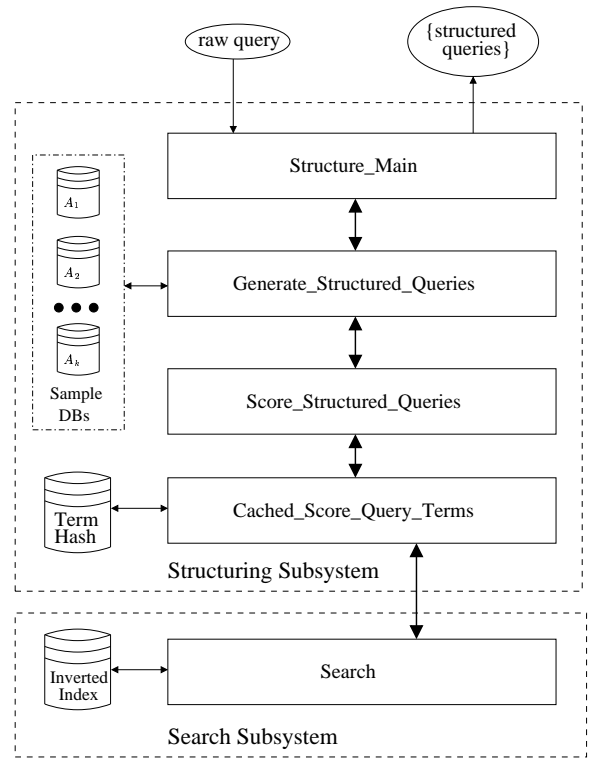 raw query
{structured
queries}
Structure_Main
A₁
A₂
Generate_Structured_Queries
Aₖ
Sample
DBs
Score_Structured_Queries
Term
Hash
Cached_Score_Query_Terms
Structuring Subsystem
Inverted
Index
Search
Search Subsystem